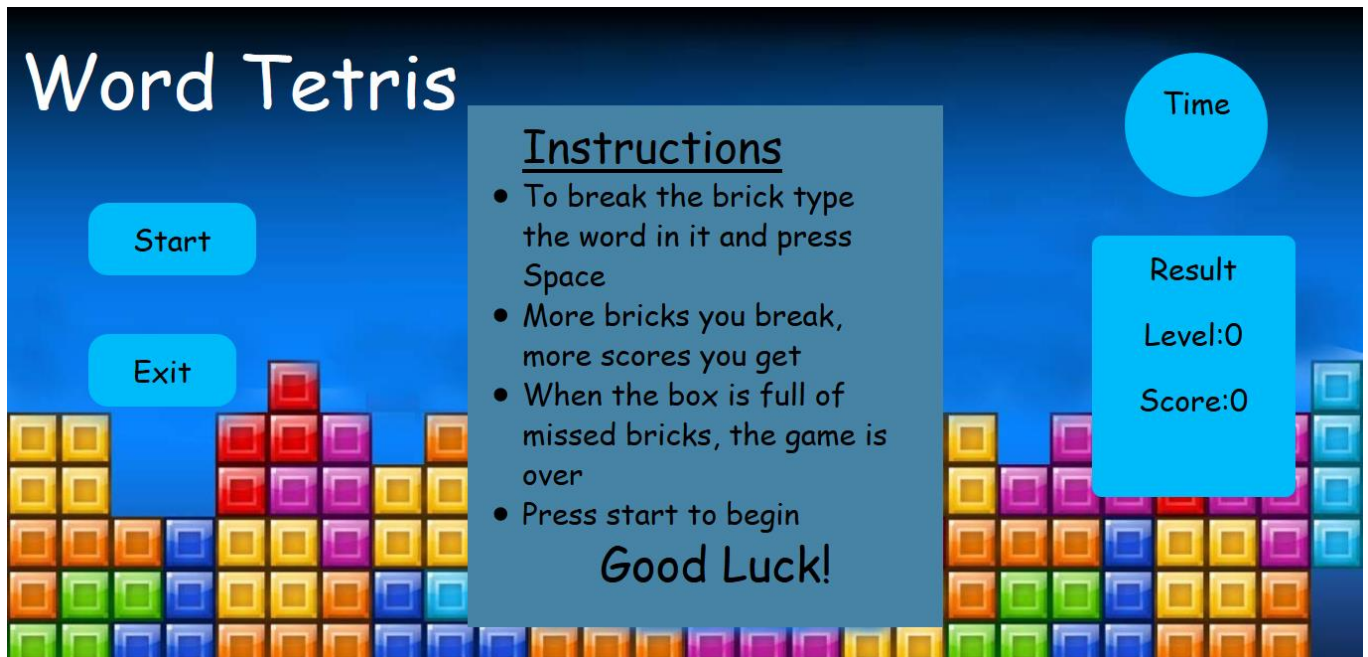 Word Tetris
Start
Exit
Instructions
• To break the brick type
the word in it and press
Space
• More bricks you break,
more scores you get
• When the box is full of
missed bricks, the game is
over
• Press start to begin
Good Luck!
Time
Result
Level:0
Score:0